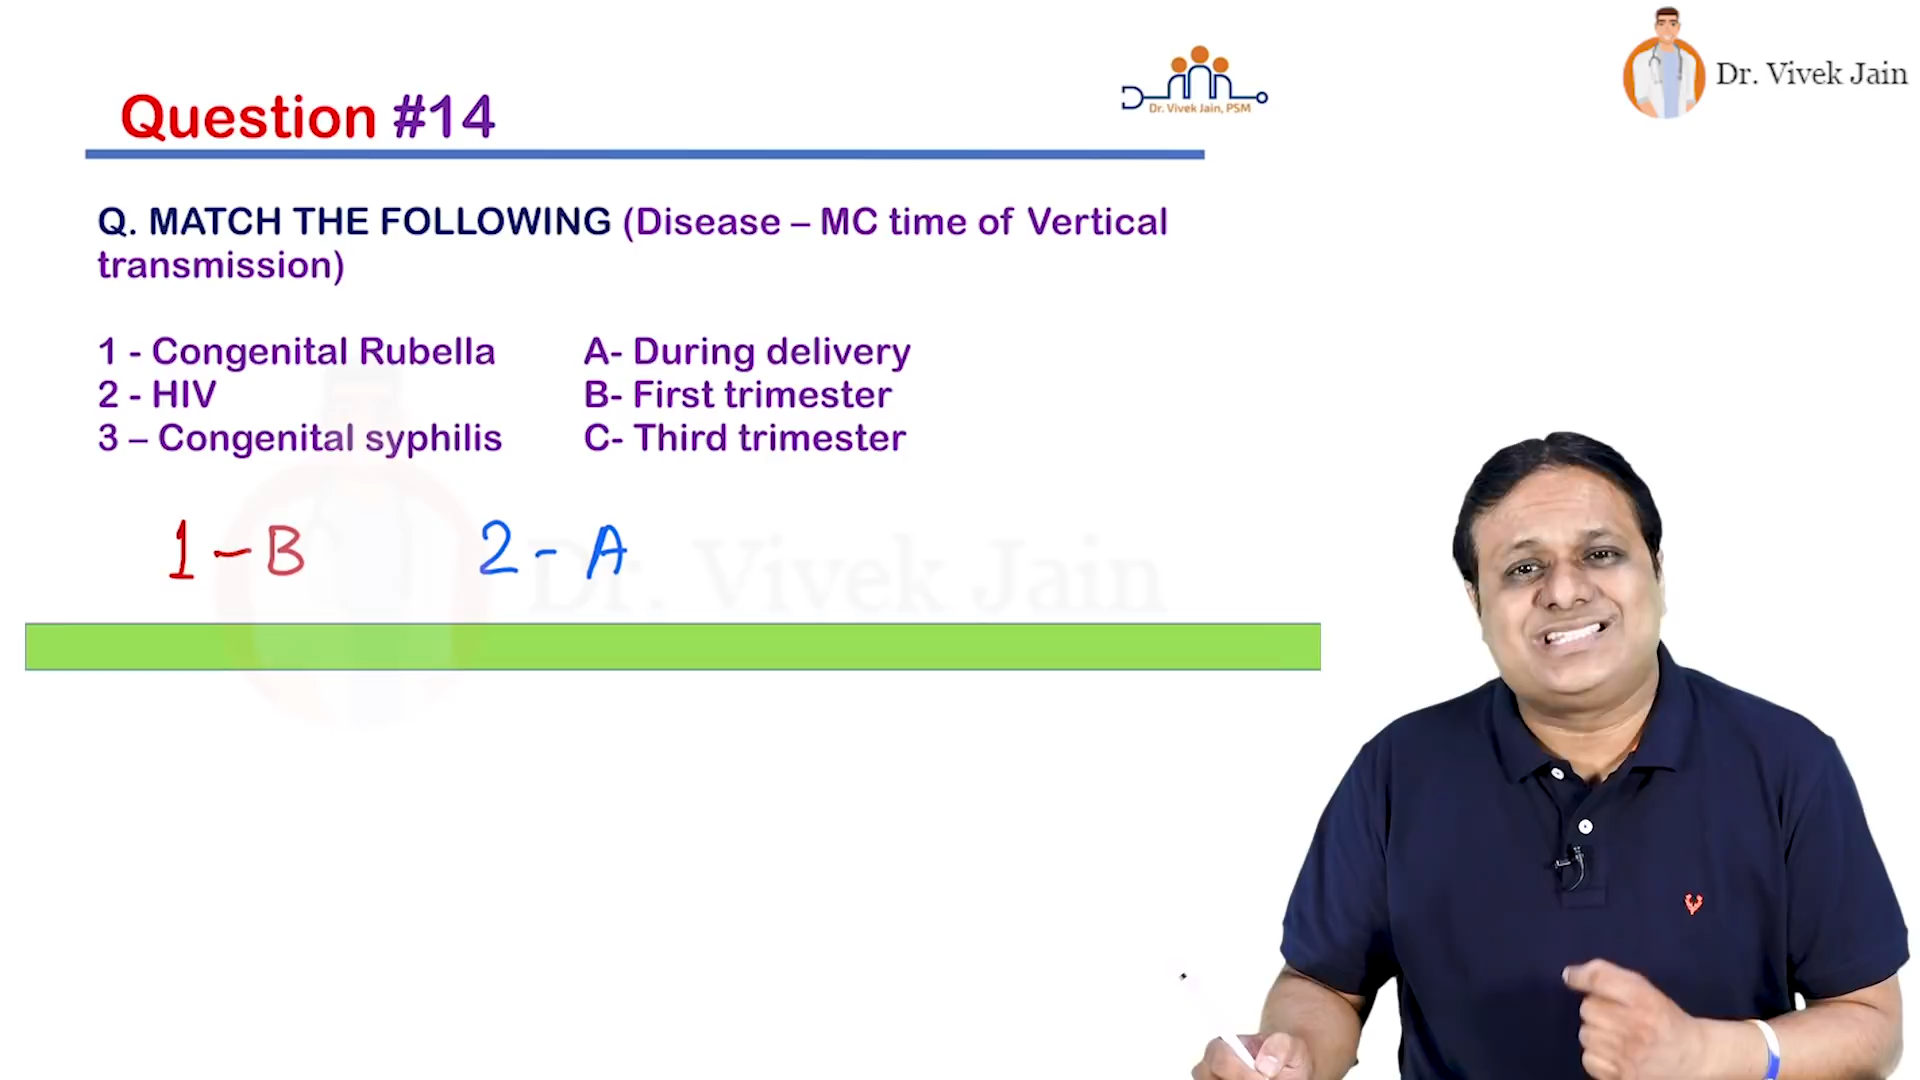 Dr. Vivek Jain
Dr. Vivek Jain, PSM
Question #14
Q. MATCH THE FOLLOWING (Disease – MC time of Vertical
transmission)
1 - Congenital Rubella A- During delivery
2 - HIV B- First trimester
3 – Congenital syphilis C- Third trimester
1 - B 2 - A
Dr. Vivek Jain